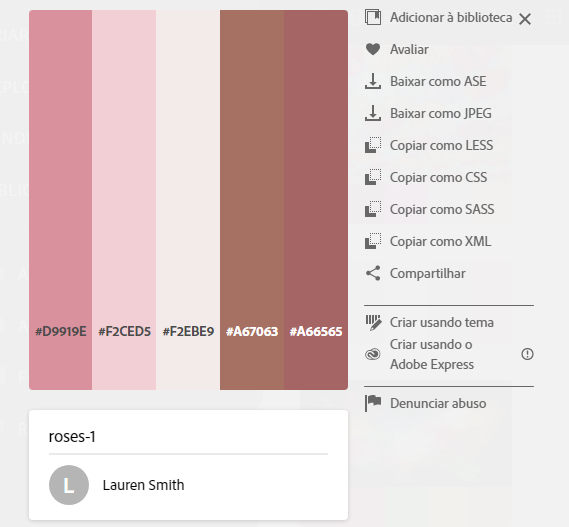 #D9919E
#F2CED5
#F2EBE9
#A67063
#A66565
roses-1
L
Lauren Smith
Adicionar à biblioteca
Avaliar
Baixar como ASE
Baixar como JPEG
Copiar como LESS
Copiar como CSS
Copiar como SASS
Copiar como XML
Compartilhar
Criar usando tema
Criar usando o
Adobe Express
Denunciar abuso